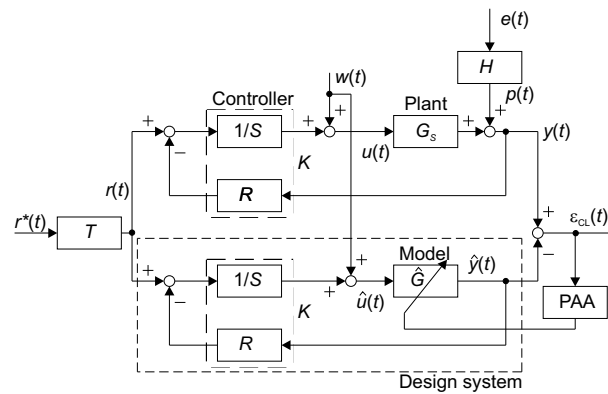 e(t)
H
w(t)
p(t)
Controller
Plant
+
+
+
+
+
1/S
G_s
y(t)
−
K
u(t)
r(t)
R
+
r*(t)
T
ε_CL(t)
−
+
Model
+
1/S
+
Ĝ
ŷ(t)
−
K
û(t)
PAA
R
Design system